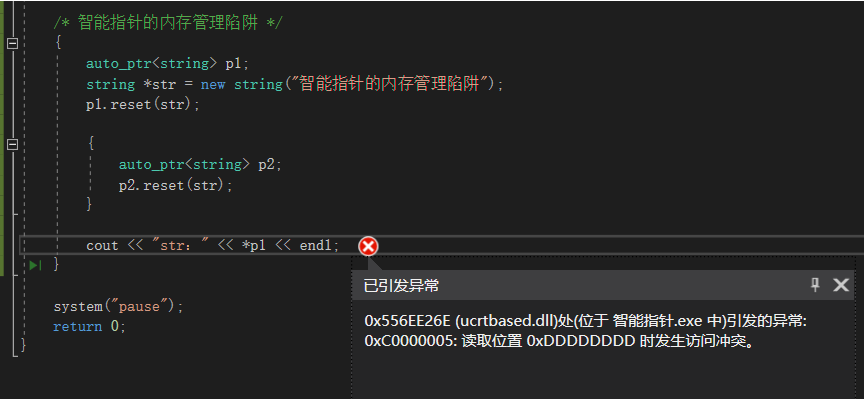 /* 智能指针的内存管理陷阱 */
{
auto_ptr<string> p1;
string *str = new string("智能指针的内存管理陷阱");
p1.reset(str);
{
auto_ptr<string> p2;
p2.reset(str);
}
cout << "str：" << *p1 << endl;
}
已引发异常
0x556EE26E (ucrtbased.dll)处(位于 智能指针.exe 中)引发的异常:
0xC0000005: 读取位置 0xDDDDDDDD 时发生访问冲突。
system("pause");
return 0;
}